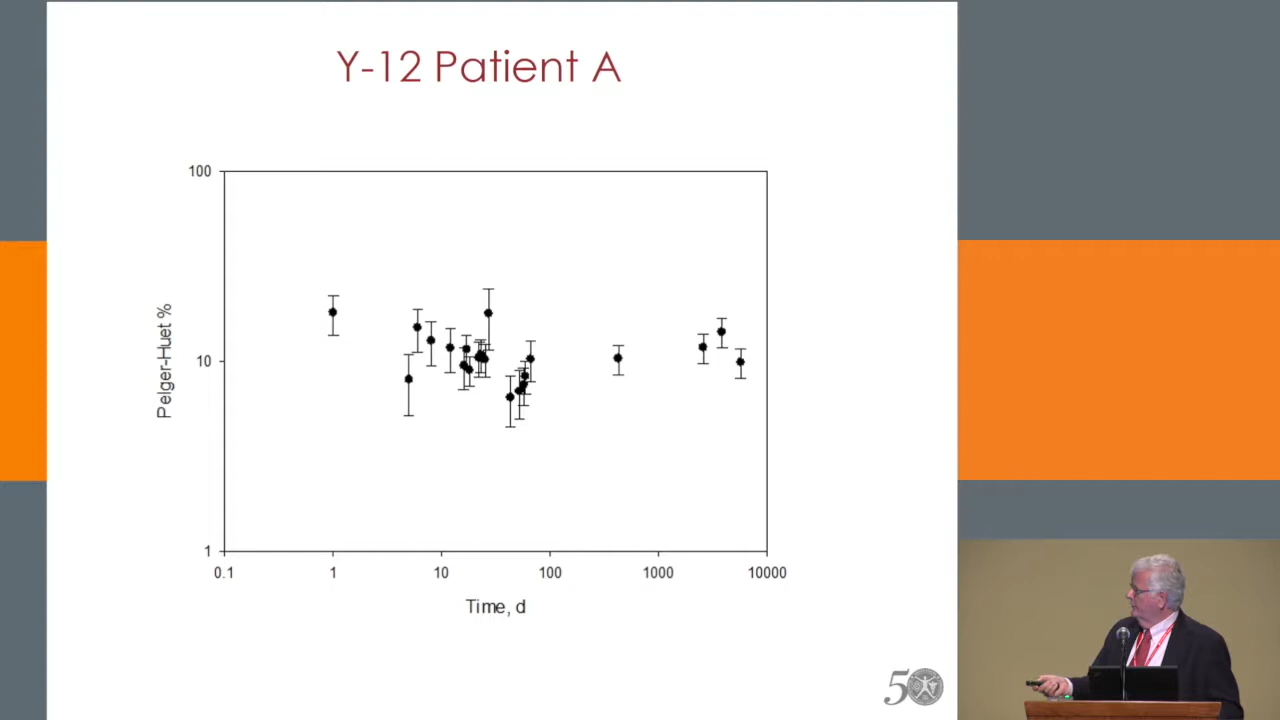 Y-12 Patient A
100
10
1
Pelger-Huet %
0.1 1 10 100 1000 10000
Time, d
50